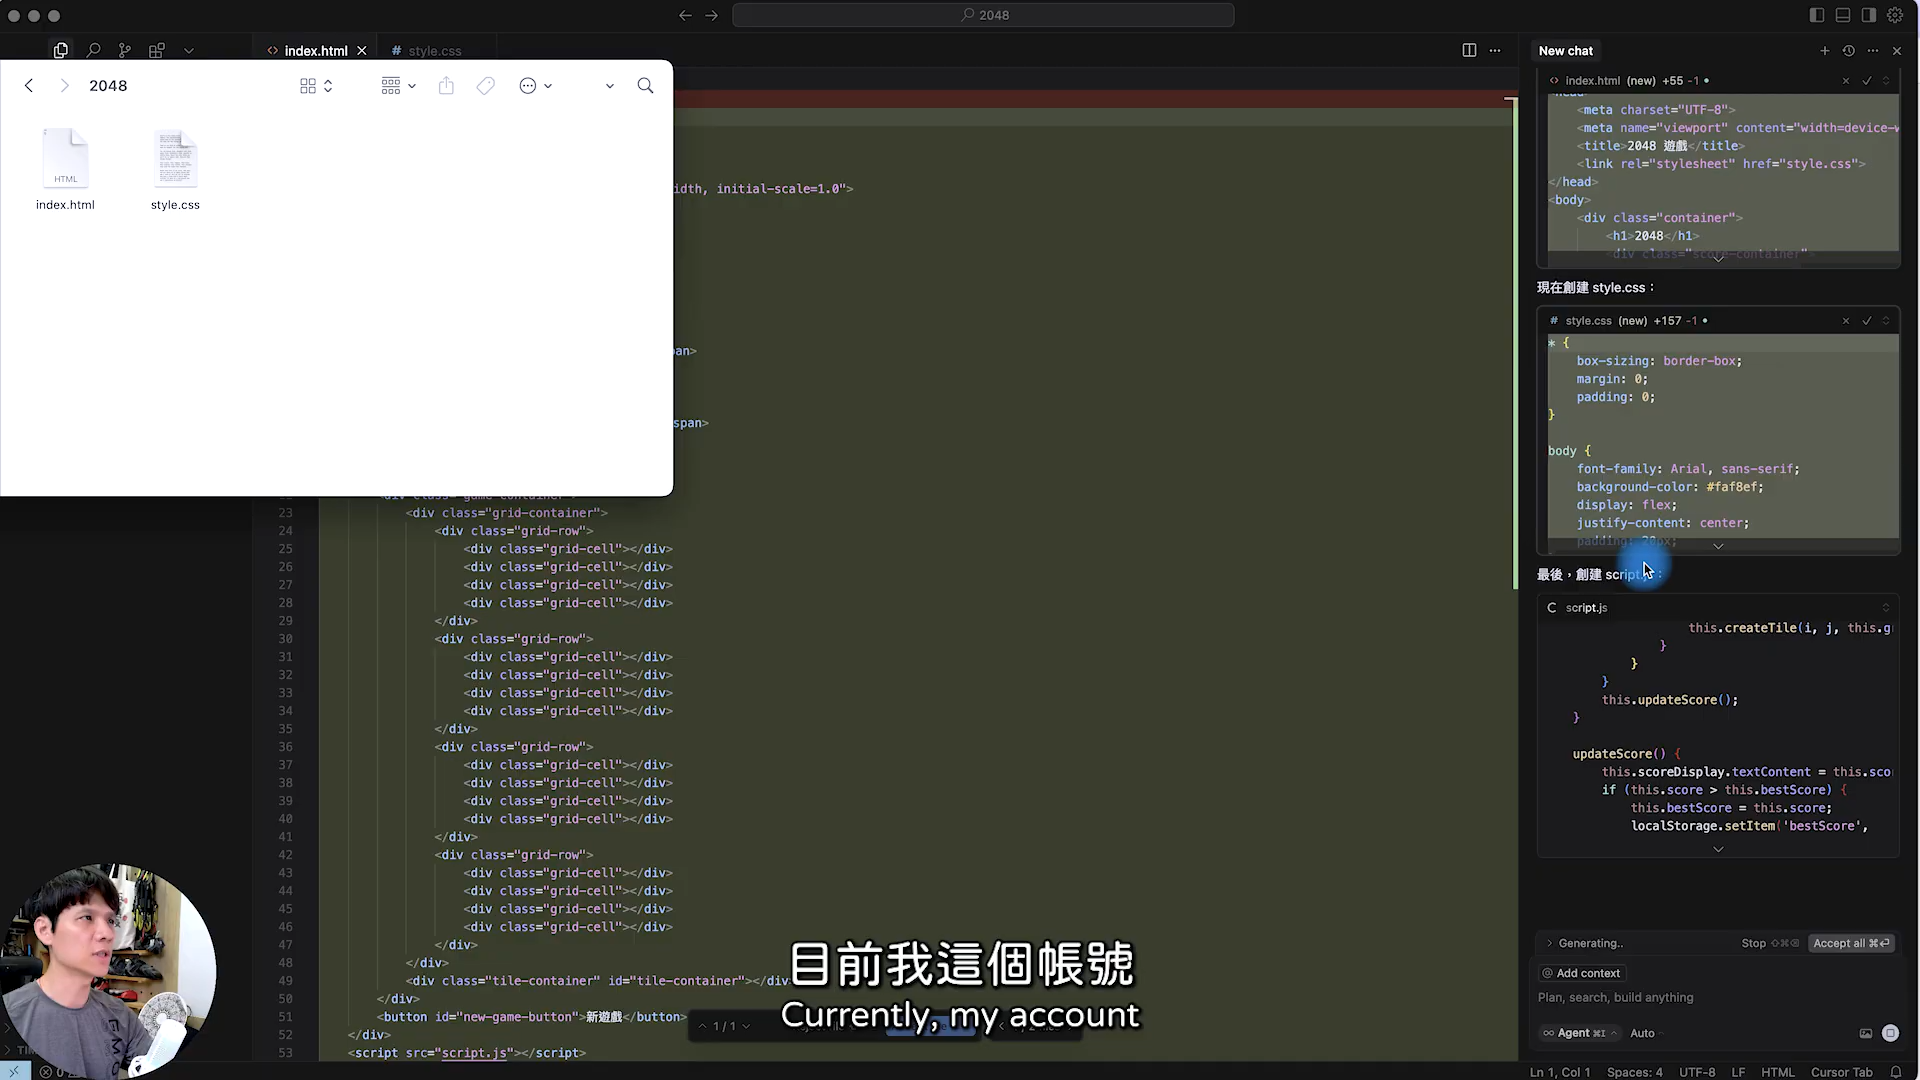 2048
index.html
# style.css
New chat
2048
HTML
index.html
style.css
idth, initial-scale=1.0">
pan>
span>
<div class="game-container">
23 <div class="grid-container">
24 <div class="grid-row">
25 <div class="grid-cell"></div>
26 <div class="grid-cell"></div>
27 <div class="grid-cell"></div>
28 <div class="grid-cell"></div>
29 </div>
30 <div class="grid-row">
31 <div class="grid-cell"></div>
32 <div class="grid-cell"></div>
33 <div class="grid-cell"></div>
34 <div class="grid-cell"></div>
35 </div>
36 <div class="grid-row">
37 <div class="grid-cell"></div>
38 <div class="grid-cell"></div>
39 <div class="grid-cell"></div>
40 <div class="grid-cell"></div>
41 </div>
42 <div class="grid-row">
43 <div class="grid-cell"></div>
44 <div class="grid-cell"></div>
45 <div class="grid-cell"></div>
46 <div class="grid-cell"></div>
47 </div>
48 </div>
49 <div class="tile-container" id="tile-container"></div>
50 </div>
51 <button id="new-game-button">新遊戲</button>
52 </div>
53 <script src="script.js"></script>
1 / 1
index.html (new) +55 -1
<head>
<meta charset="UTF-8">
<meta name="viewport" content="width=device-w
<title>2048 遊戲</title>
<link rel="stylesheet" href="style.css">
</head>
<body>
<div class="container">
<h1>2048</h1>
<div class="score-container">
現在創建 style.css：
# style.css (new) +157 -1
* {
box-sizing: border-box;
margin: 0;
padding: 0;
}
body {
font-family: Arial, sans-serif;
background-color: #faf8ef;
display: flex;
justify-content: center;
padding: 20px;
最後，創建 script.js：
script.js
this.createTile(i, j, this.g
}
}
}
this.updateScore();
}
updateScore() {
this.scoreDisplay.textContent = this.sco
if (this.score > this.bestScore) {
this.bestScore = this.score;
localStorage.setItem('bestScore',
Generating..
Stop ⇧⌘⌫
Accept all ⌘⏎
@ Add context
Plan, search, build anything
∞ Agent ⌘I
Auto
目前我這個帳號
Currently, my account
Ln 1, Col 1
Spaces: 4
UTF-8
LF
HTML
Cursor Tab